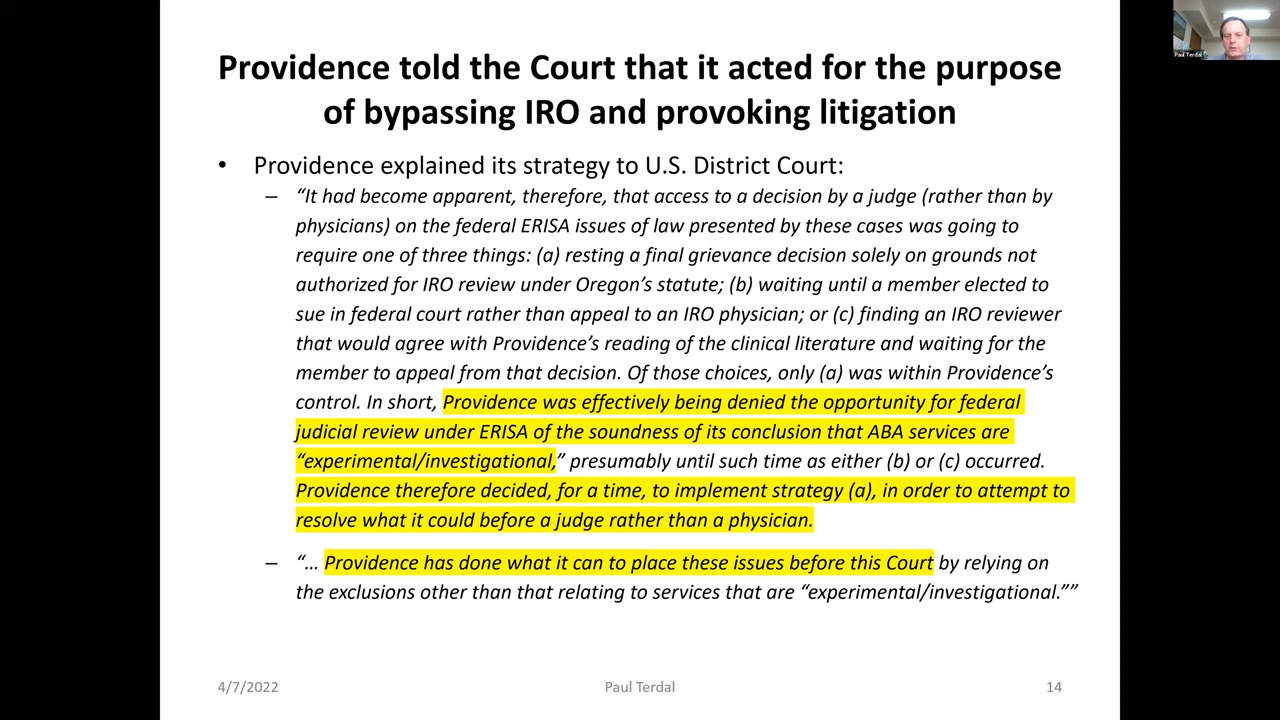 Providence told the Court that it acted for the purpose
of bypassing IRO and provoking litigation
• Providence explained its strategy to U.S. District Court:
– “It had become apparent, therefore, that access to a decision by a judge (rather than by
physicians) on the federal ERISA issues of law presented by these cases was going to
require one of three things: (a) resting a final grievance decision solely on grounds not
authorized for IRO review under Oregon’s statute; (b) waiting until a member elected to
sue in federal court rather than appeal to an IRO physician; or (c) finding an IRO reviewer
that would agree with Providence’s reading of the clinical literature and waiting for the
member to appeal from that decision. Of those choices, only (a) was within Providence’s
control. In short, Providence was effectively being denied the opportunity for federal
judicial review under ERISA of the soundness of its conclusion that ABA services are
“experimental/investigational,” presumably until such time as either (b) or (c) occurred.
Providence therefore decided, for a time, to implement strategy (a), in order to attempt to
resolve what it could before a judge rather than a physician.
– “… Providence has done what it can to place these issues before this Court by relying on
the exclusions other than that relating to services that are “experimental/investigational.””
4/7/2022
Paul Terdal
14
Paul Terdal